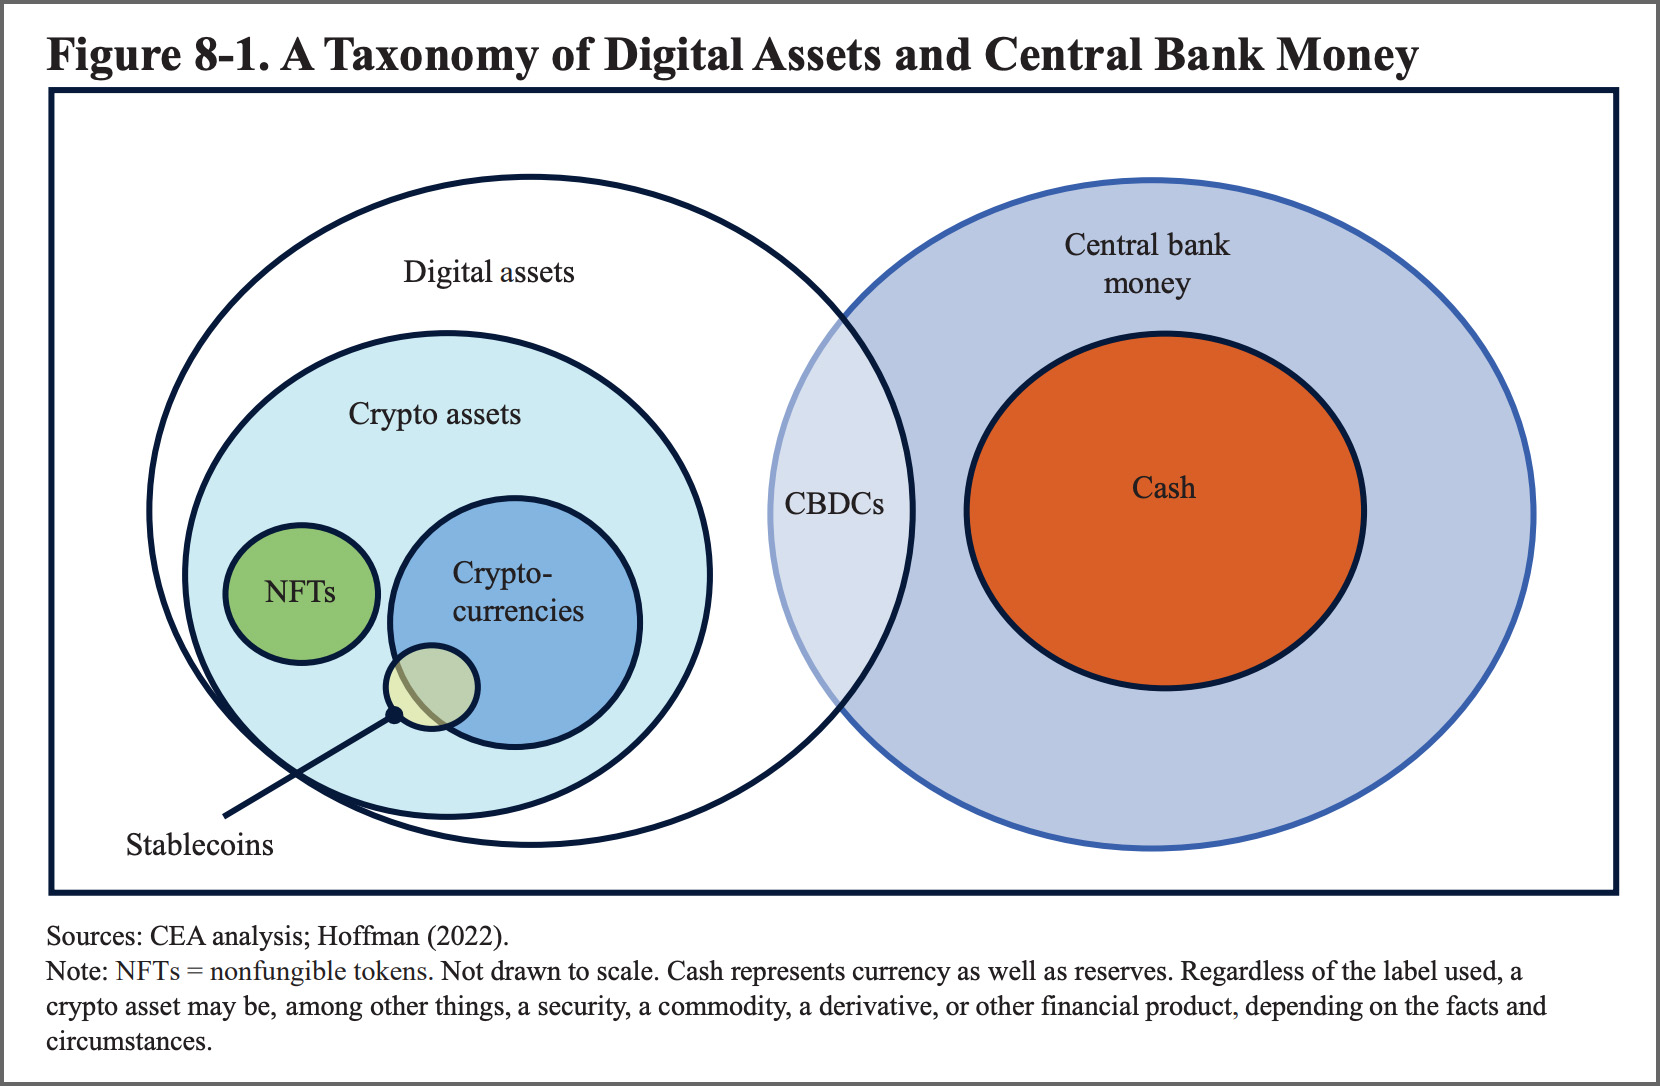 Figure 8-1. A Taxonomy of Digital Assets and Central Bank Money
Digital assets
Central bank
money
Crypto assets
Cash
CBDCs
Crypto-
currencies
NFTs
Stablecoins
Sources: CEA analysis; Hoffman (2022).
Note: NFTs = nonfungible tokens. Not drawn to scale. Cash represents currency as well as reserves. Regardless of the label used, a
crypto asset may be, among other things, a security, a commodity, a derivative, or other financial product, depending on the facts and
circumstances.